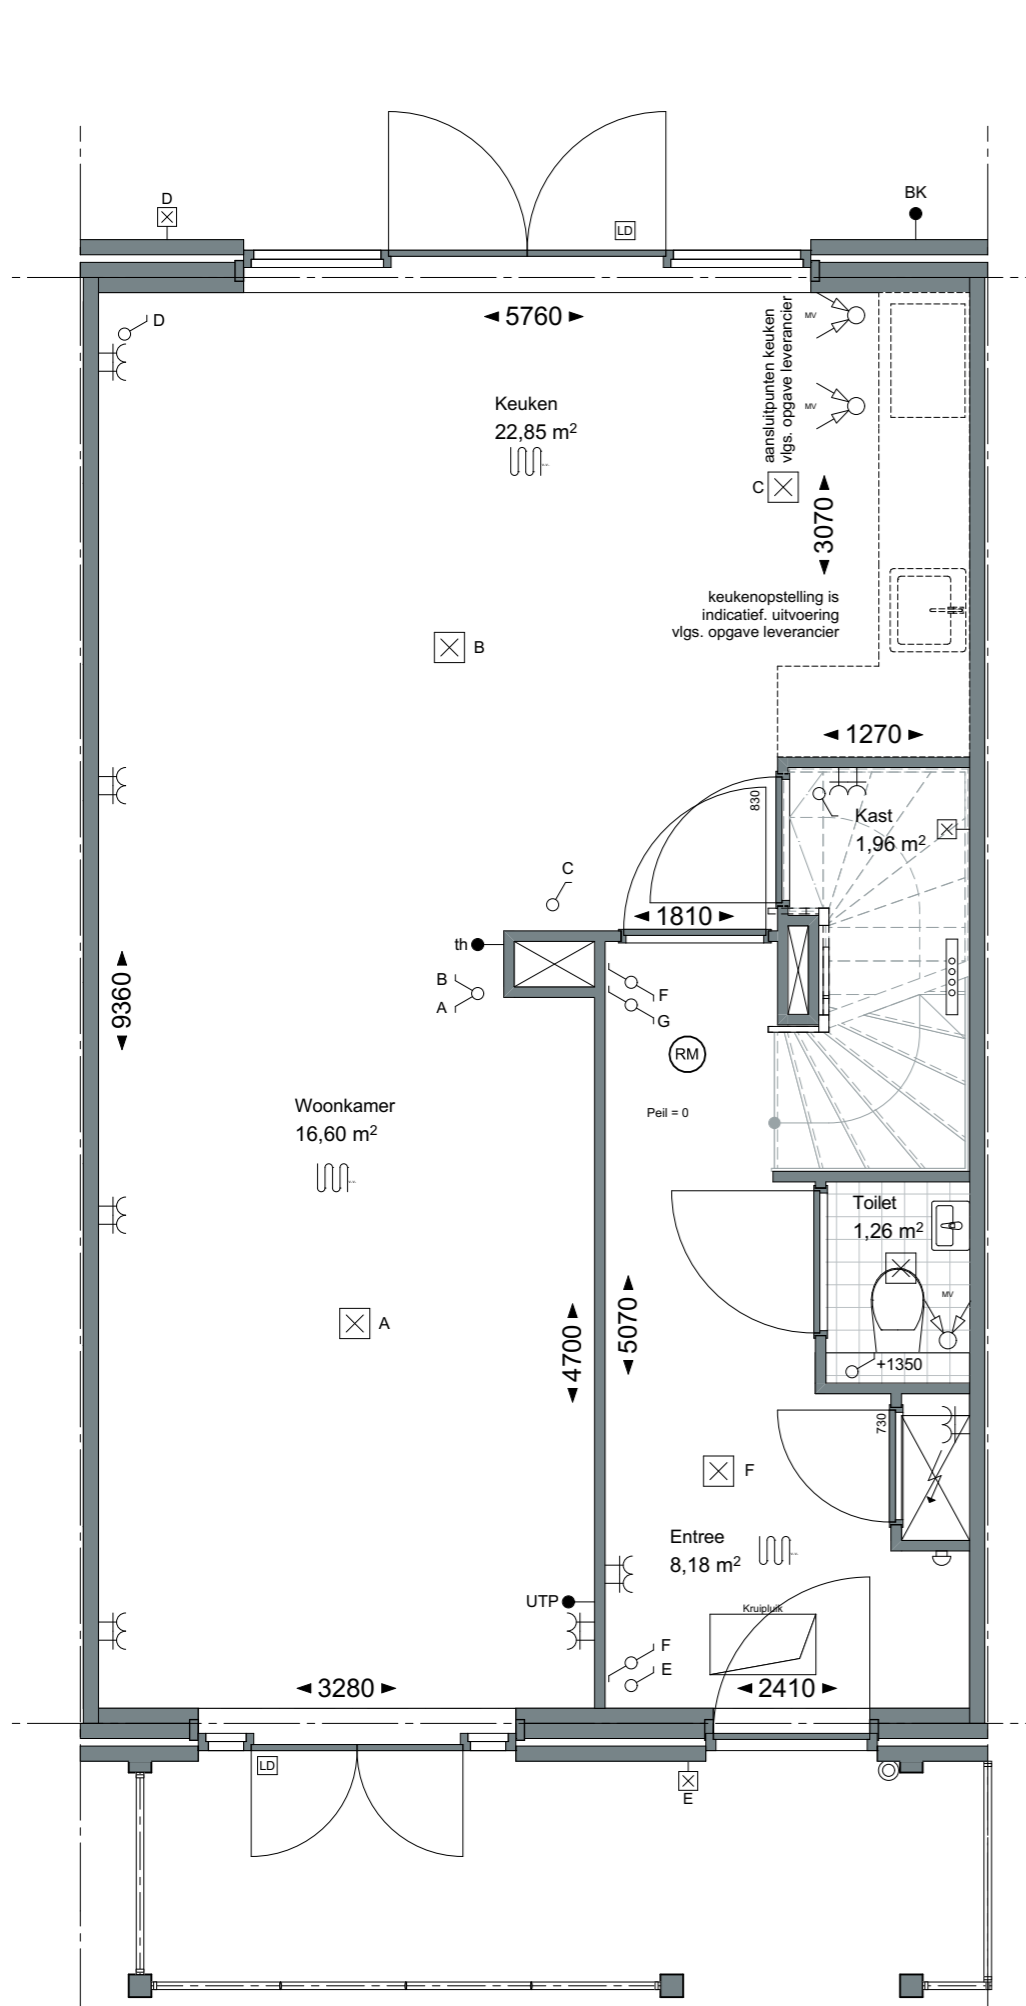 D
BK
LD
D
5760
MV
aansluitpunten keuken
vlgs. opgave leverancier
Keuken
22,85 m²
MV
C
3070
keukenopstelling is
indicatief. uitvoering
vlgs. opgave leverancier
B
1270
830
Kast
1,96 m²
C
1810
th
B
A
F
G
9360
RM
Peil = 0
Woonkamer
16,60 m²
Toilet
1,26 m²
MV
A
4700
5070
+1350
730
F
Entree
8,18 m²
UTP
Kruipluik
F
E
3280
2410
LD
E